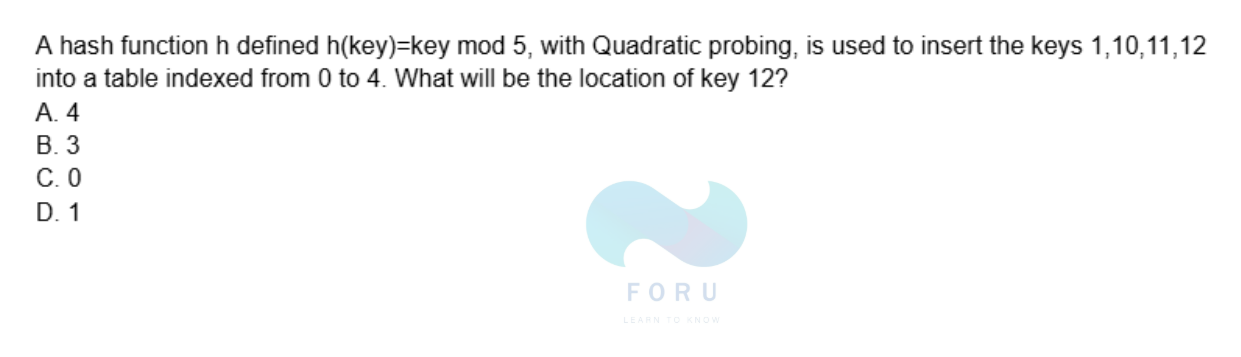 A hash function h defined h(key)=key mod 5, with Quadratic probing, is used to insert the keys 1,10,11,12
into a table indexed from 0 to 4. What will be the location of key 12?
A. 4
B. 3
C. 0
D. 1
FORU
LEARN TO KNOW